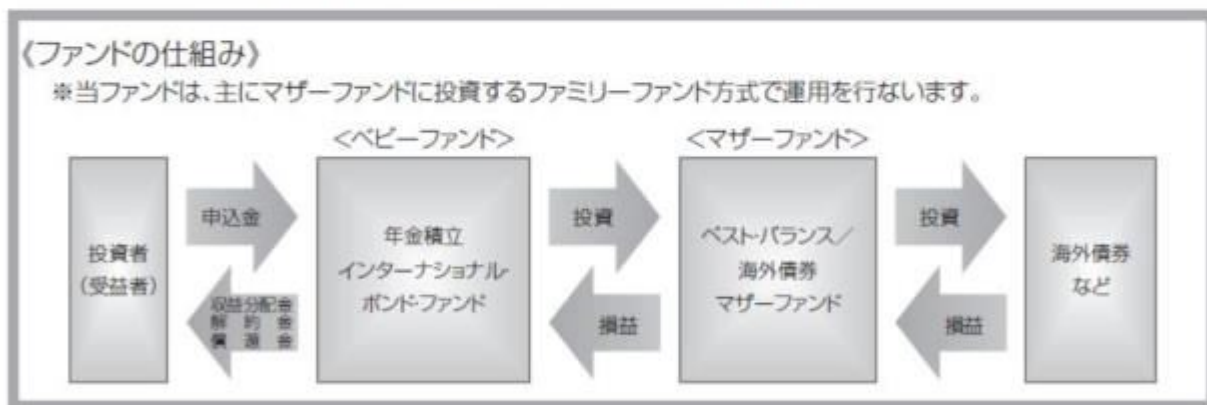 《ファンドの仕組み》
※当ファンドは、主にマザーファンドに投資するファミリーファンド方式で運用を行ないます。
<ベビーファンド>
<マザーファンド>
投資者
(受益者)
申込金
収益分配金
解約金
償還金
年金積立
インターナショナル・
ボンド・ファンド
投資
損益
ベスト・バランス/
海外債券
マザーファンド
投資
損益
海外債券
など